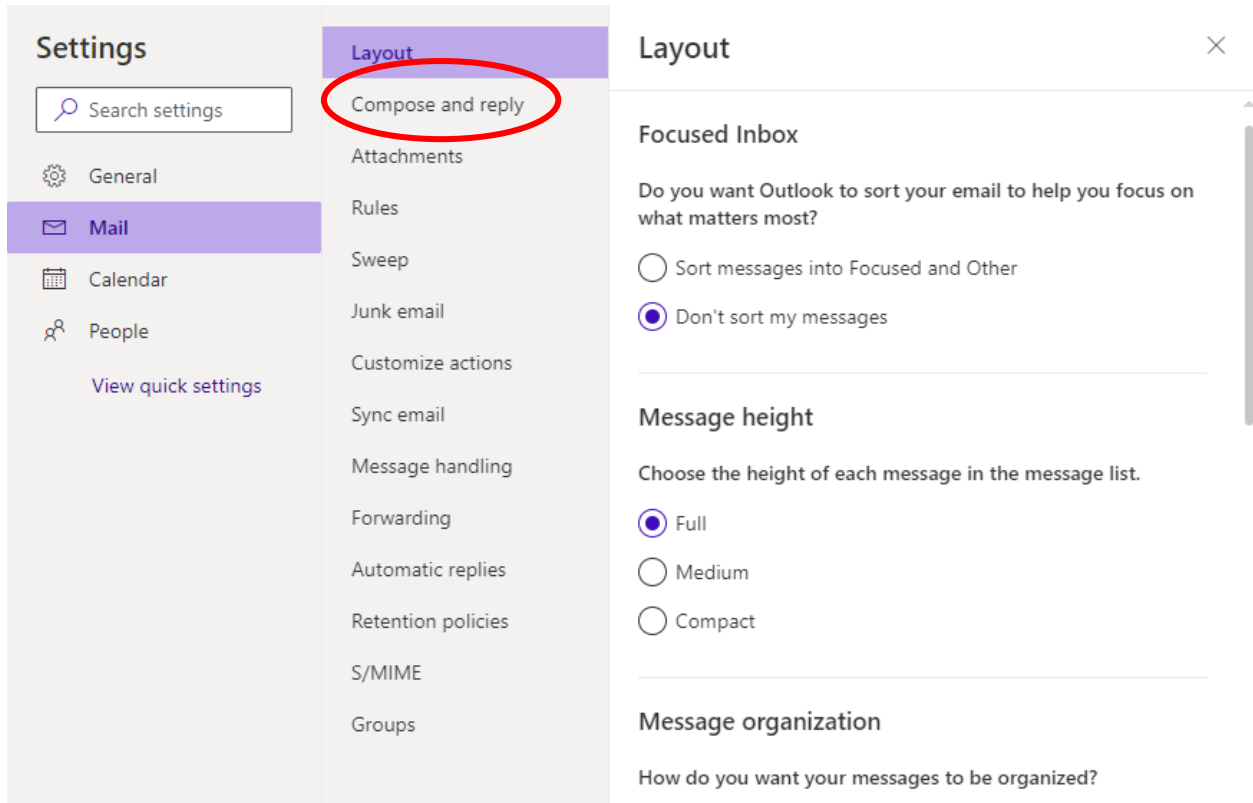 Settings
Search settings
General
Mail
Calendar
People
View quick settings
Layout
Compose and reply
Attachments
Rules
Sweep
Junk email
Customize actions
Sync email
Message handling
Forwarding
Automatic replies
Retention policies
S/MIME
Groups
Layout
Focused Inbox
Do you want Outlook to sort your email to help you focus on
what matters most?
Sort messages into Focused and Other
Don't sort my messages
Message height
Choose the height of each message in the message list.
Full
Medium
Compact
Message organization
How do you want your messages to be organized?